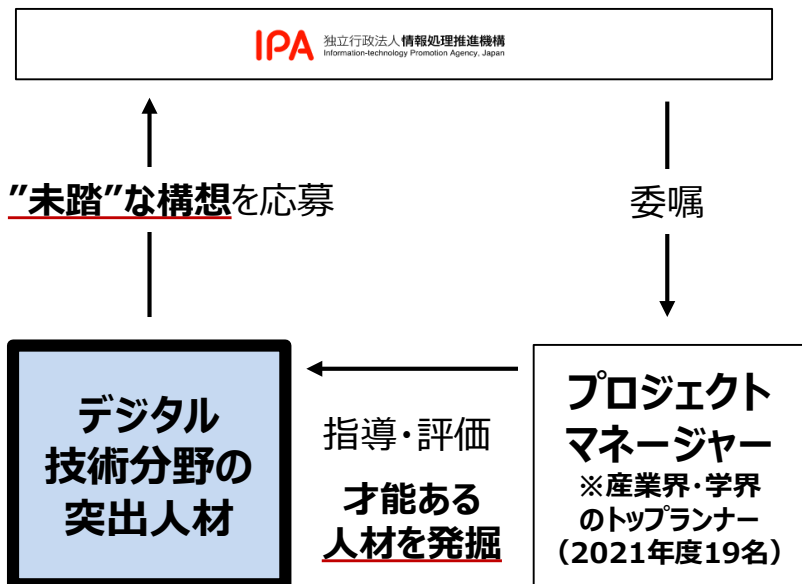 IPA 独立行政法人情報処理推進機構
Information-technology Promotion Agency, Japan
”未踏”な構想を応募
委嘱
デジタル
技術分野の
突出人材
指導・評価
才能ある
人材を発掘
プロジェクト
マネージャー
※産業界・学界
のトップランナー
（2021年度19名）